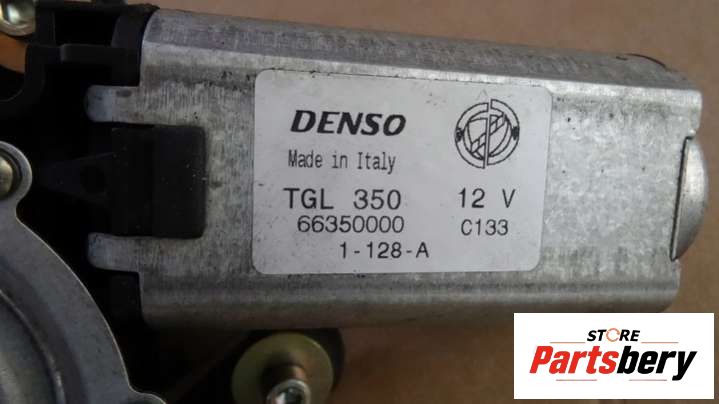 DENSO
Made in Italy
TGL 350 12 V
66350000 C133
1-128-A
STORE
Partsbery